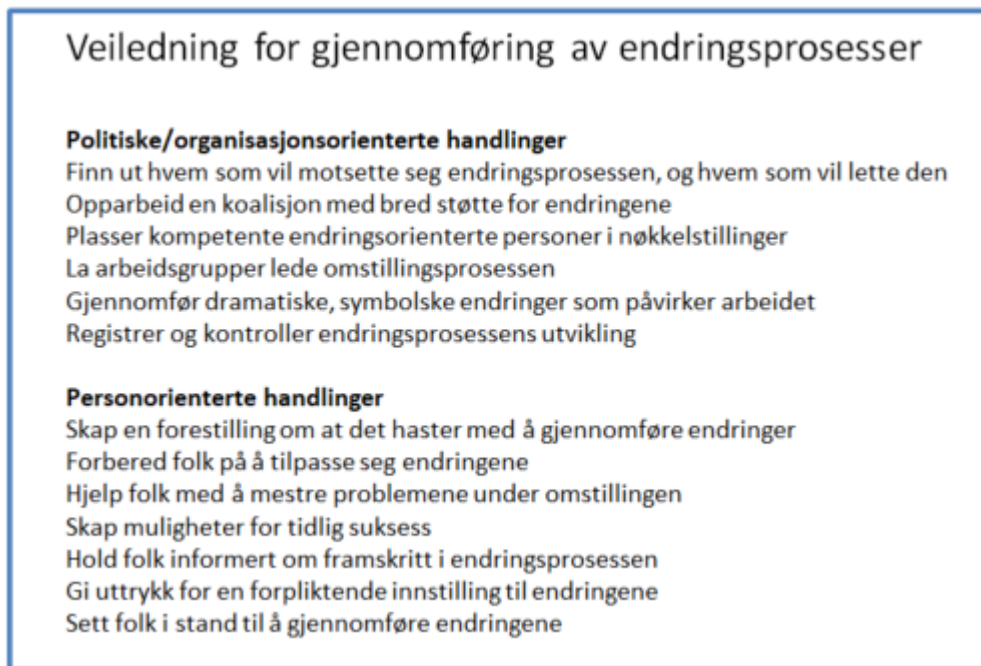 Veiledning for gjennomføring av endringsprosesser
Politiske/organisasjonsorienterte handlinger
Finn ut hvem som vil motsette seg endringsprosessen, og hvem som vil lette den
Opparbeid en koalisjon med bred støtte for endringene
Plasser kompetente endringsorienterte personer i nøkkelstillinger
La arbeidsgrupper lede omstillingsprosessen
Gjennomfør dramatiske, symbolske endringer som påvirker arbeidet
Registrer og kontroller endringsprosessens utvikling
Personorienterte handlinger
Skap en forestilling om at det haster med å gjennomføre endringer
Forbered folk på å tilpasse seg endringene
Hjelp folk med å mestre problemene under omstillingen
Skap muligheter for tidlig suksess
Hold folk informert om framskritt i endringsprosessen
Gi uttrykk for en forpliktende innstilling til endringene
Sett folk i stand til å gjennomføre endringene